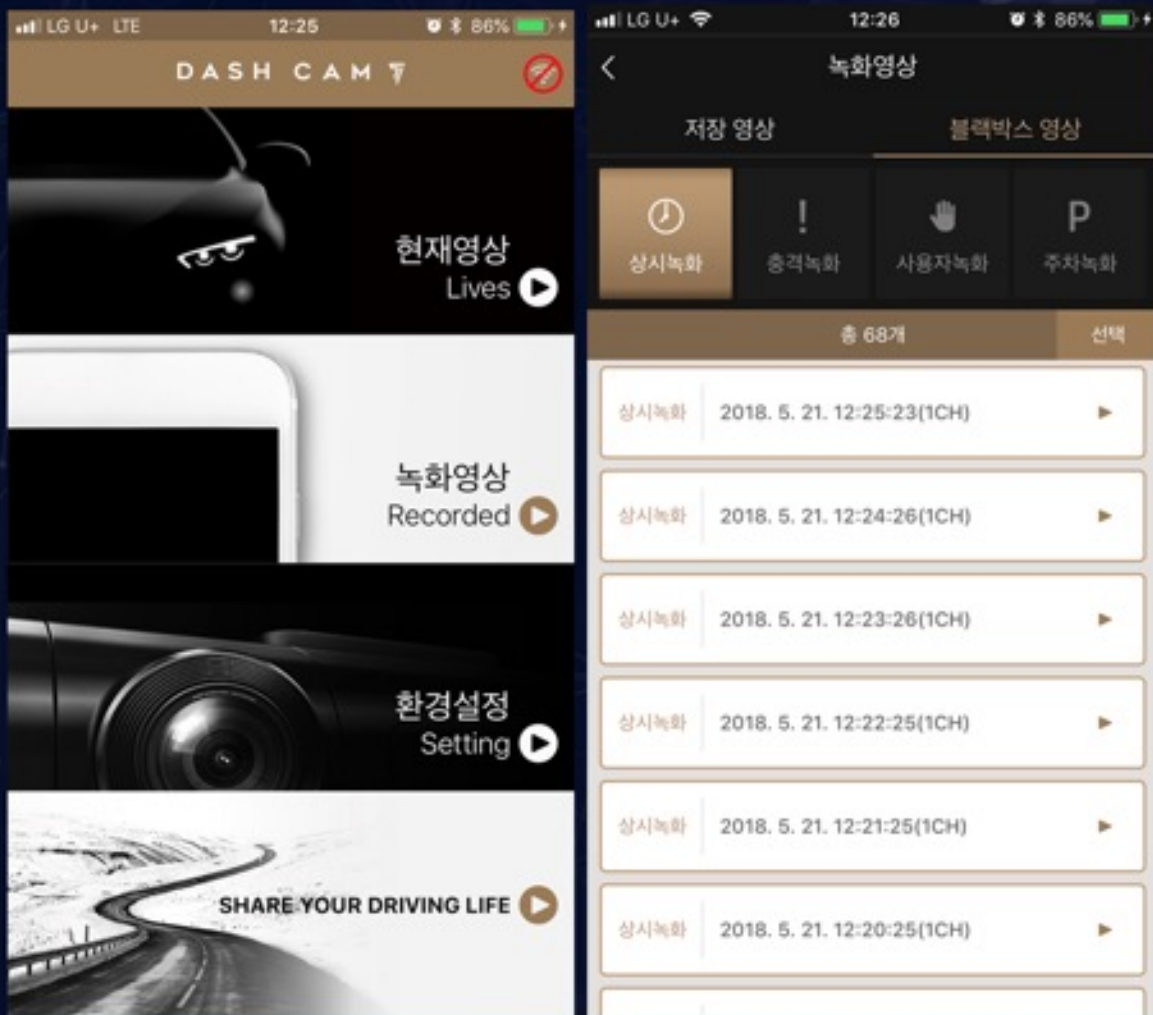 LG U+ LTE 12:25 86%
DASH CAM
현재영상
Lives
녹화영상
Recorded
환경설정
Setting
SHARE YOUR DRIVING LIFE
LG U+ 12:26 86%
녹화영상
저장 영상 블랙박스 영상
상시녹화 충격녹화 사용자녹화 P 주차녹화
총 68개 선택
상시녹화 2018. 5. 21. 12:25:23(1CH)
상시녹화 2018. 5. 21. 12:24:26(1CH)
상시녹화 2018. 5. 21. 12:23:26(1CH)
상시녹화 2018. 5. 21. 12:22:25(1CH)
상시녹화 2018. 5. 21. 12:21:25(1CH)
상시녹화 2018. 5. 21. 12:20:25(1CH)